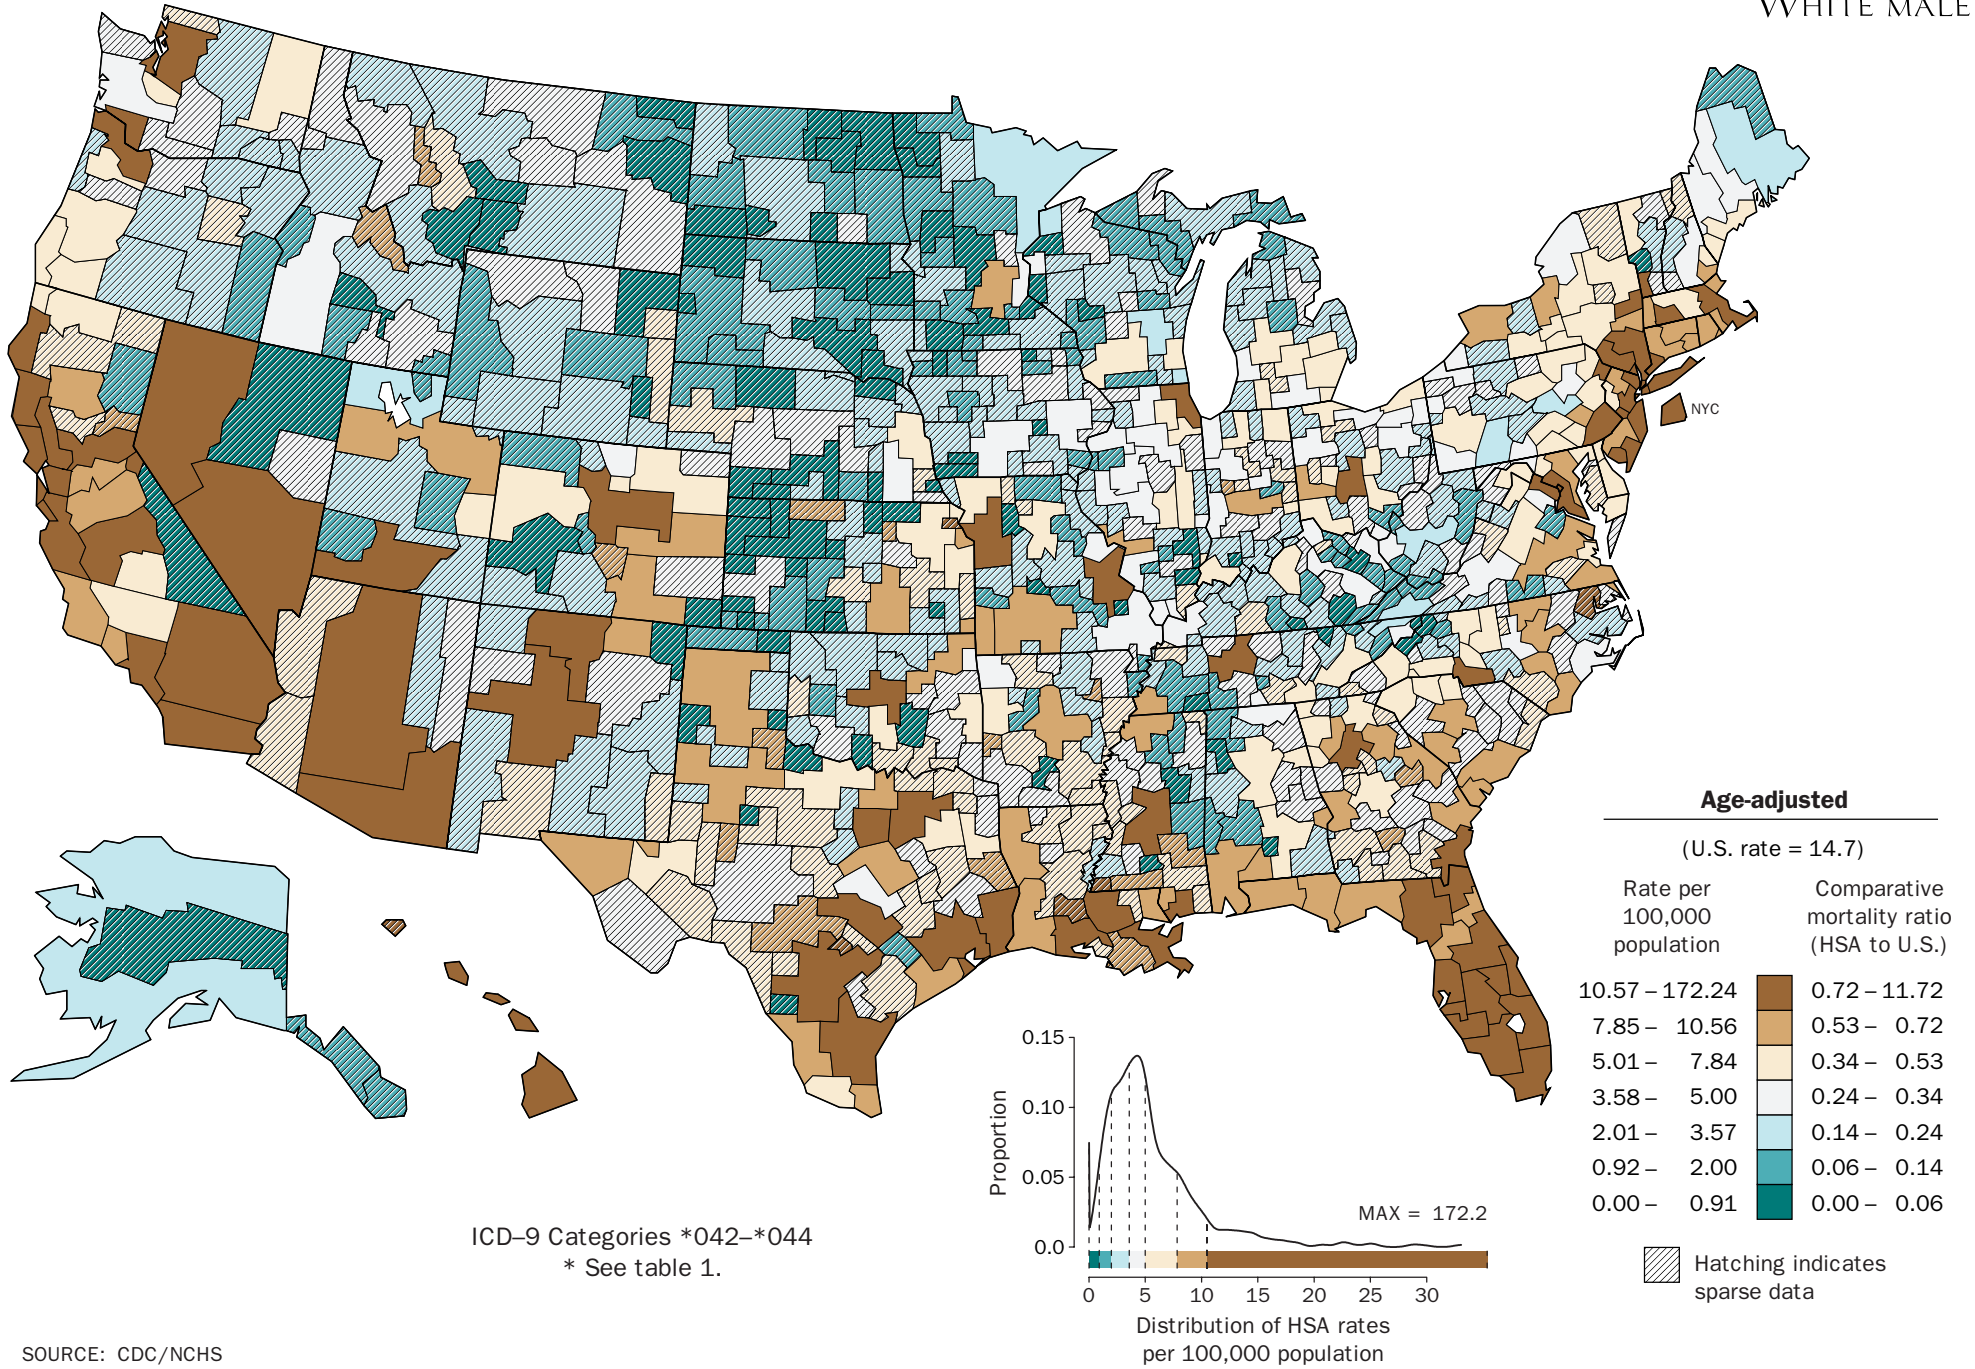 WHITE MALE
NYC
Age-adjusted
(U.S. rate = 14.7)
Rate per 100,000 population
Comparative mortality ratio (HSA to U.S.)
10.57 – 172.24 0.72 – 11.72
7.85 – 10.56 0.53 – 0.72
5.01 – 7.84 0.34 – 0.53
3.58 – 5.00 0.24 – 0.34
2.01 – 3.57 0.14 – 0.24
0.92 – 2.00 0.06 – 0.14
0.00 – 0.91 0.00 – 0.06
Hatching indicates
sparse data
0.15
0.10
0.05
0.0
Proportion
MAX = 172.2
0 5 10 15 20 25 30
Distribution of HSA rates
per 100,000 population
ICD–9 Categories *042–*044
* See table 1.
SOURCE: CDC/NCHS